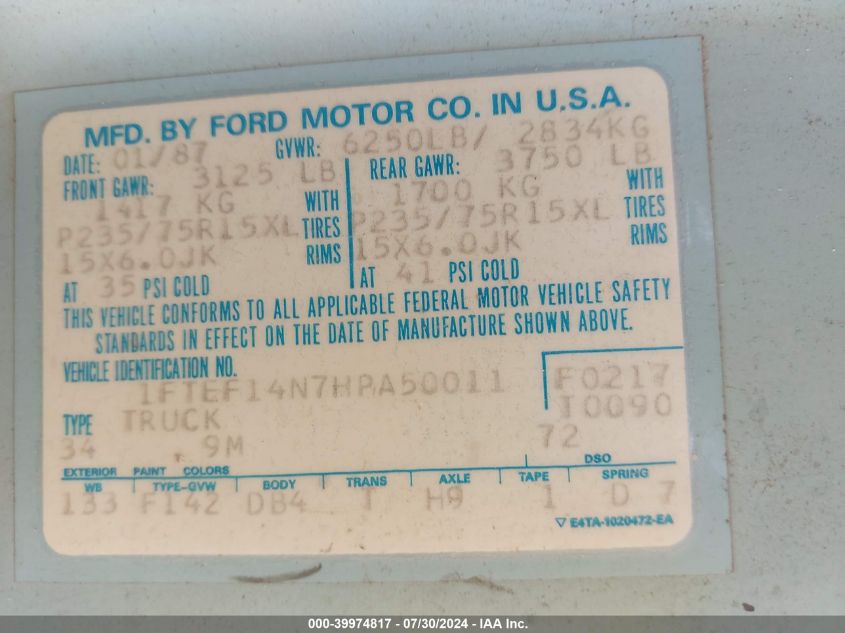 MFD. BY FORD MOTOR CO. IN U.S.A.
DATE: 01/87 GVWR: 6250LB/ 2834KG
FRONT GAWR: 3125 LB REAR GAWR: 3750 LB
1417 KG WITH 1700 KG WITH
P235/75R15XL TIRES P235/75R15XL TIRES
15X6.0JK RIMS 15X6.0JK RIMS
AT 35 PSI COLD AT 41 PSI COLD
THIS VEHICLE CONFORMS TO ALL APPLICABLE FEDERAL MOTOR VEHICLE SAFETY
STANDARDS IN EFFECT ON THE DATE OF MANUFACTURE SHOWN ABOVE.
VEHICLE IDENTIFICATION NO.
1FTEF14N7HPA50011 F0217
TYPE TRUCK T0090
34 9M 72
EXTERIOR PAINT COLORS DSO
WB TYPE-GVW BODY TRANS AXLE TAPE SPRING
133 F142 DB4 T H9 1 D 7
▽ E4TA-1020472-EA
000-39974817 - 07/30/2024 - IAA Inc.